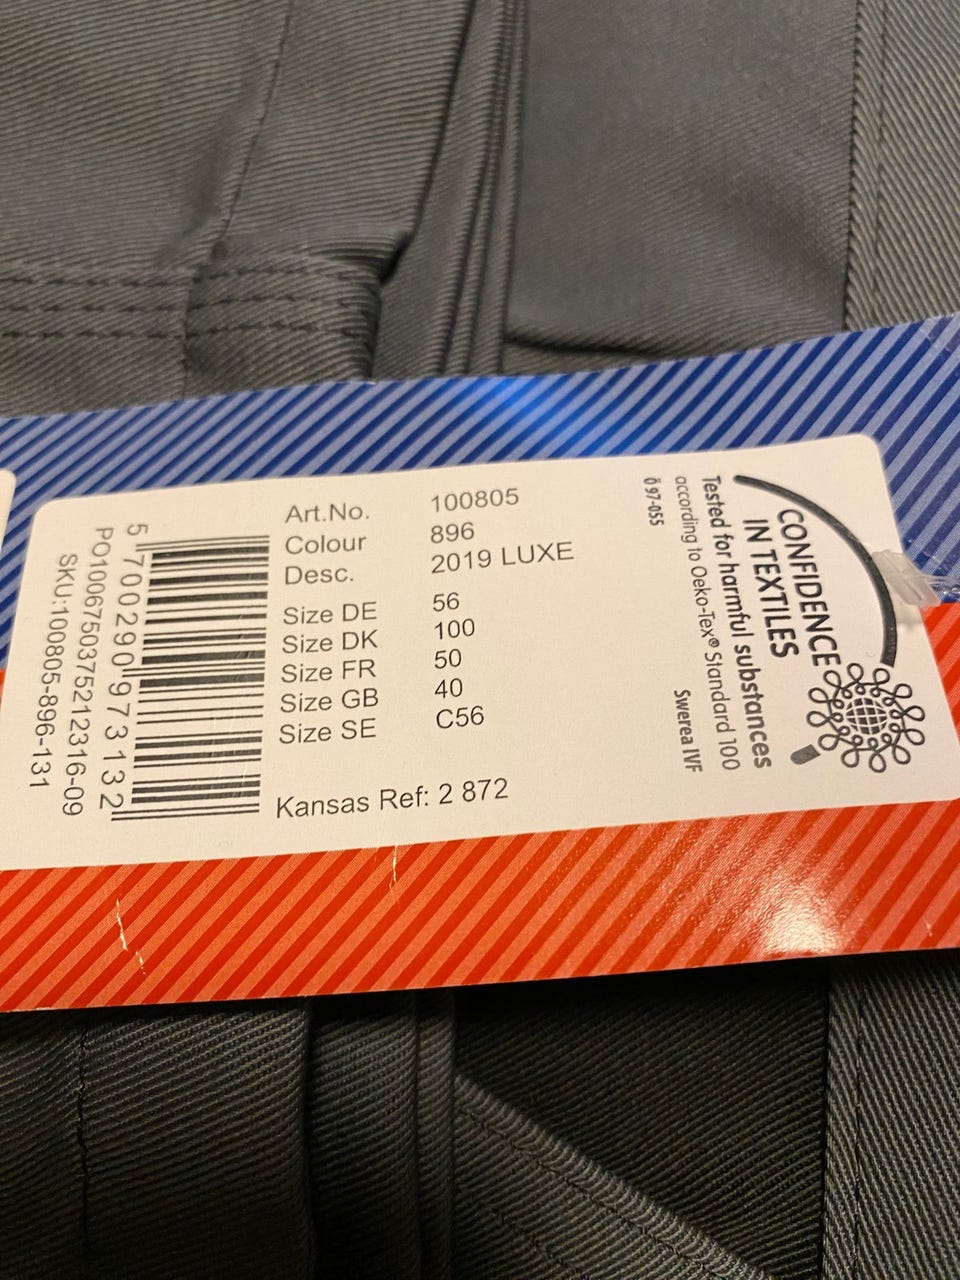 Art.No. 100805
Colour 896
Desc. 2019 LUXE
Size DE 56
Size DK 100
Size FR 50
Size GB 40
Size SE C56
Kansas Ref: 2 872
5 700290 973132
PO1006750375212316-09
SKU:100805-896-131
CONFIDENCE
IN TEXTILES
Tested for harmful substances
according to Oeko-Tex® Standard 100
ö 97-055 Swerea IVF